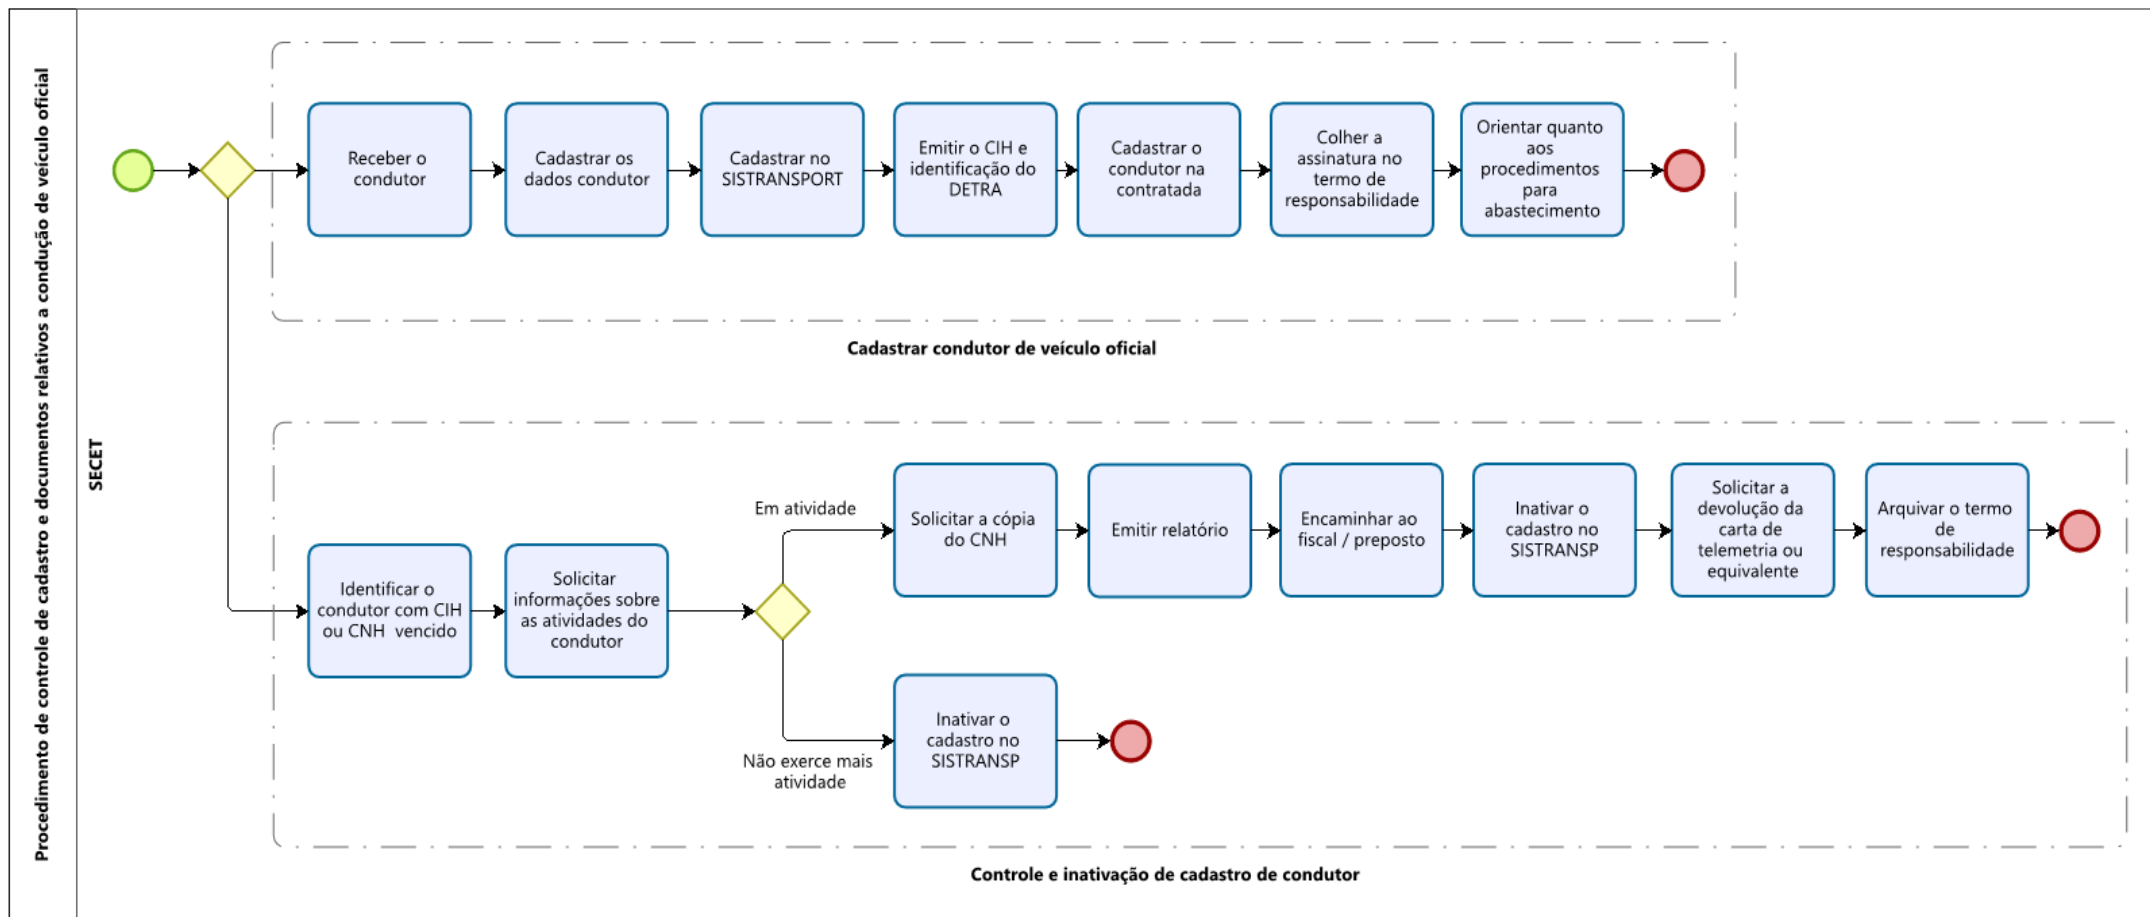 Procedimento de controle de cadastro e documentos relativos a condução de veículo oficial
SECET
Receber o
condutor
Cadastrar os
dados condutor
Cadastrar no
SISTRANSPORT
Emitir o CIH e
identificação do
DETRA
Cadastrar o
condutor na
contratada
Colher a
assinatura no
termo de
responsabilidade
Orientar quanto
aos
procedimentos
para
abastecimento
Cadastrar condutor de veículo oficial
Identificar o
condutor com CIH
ou CNH  vencido
Solicitar
informações sobre
as atividades do
condutor
Em atividade
Solicitar a cópia
do CNH
Emitir relatório
Encaminhar ao
fiscal / preposto
Inativar o
cadastro no
SISTRANSP
Solicitar a
devolução da
carta de
telemetria ou
equivalente
Arquivar o termo
de
responsabilidade
Não exerce mais
atividade
Inativar o
cadastro no
SISTRANSP
Controle e inativação de cadastro de condutor